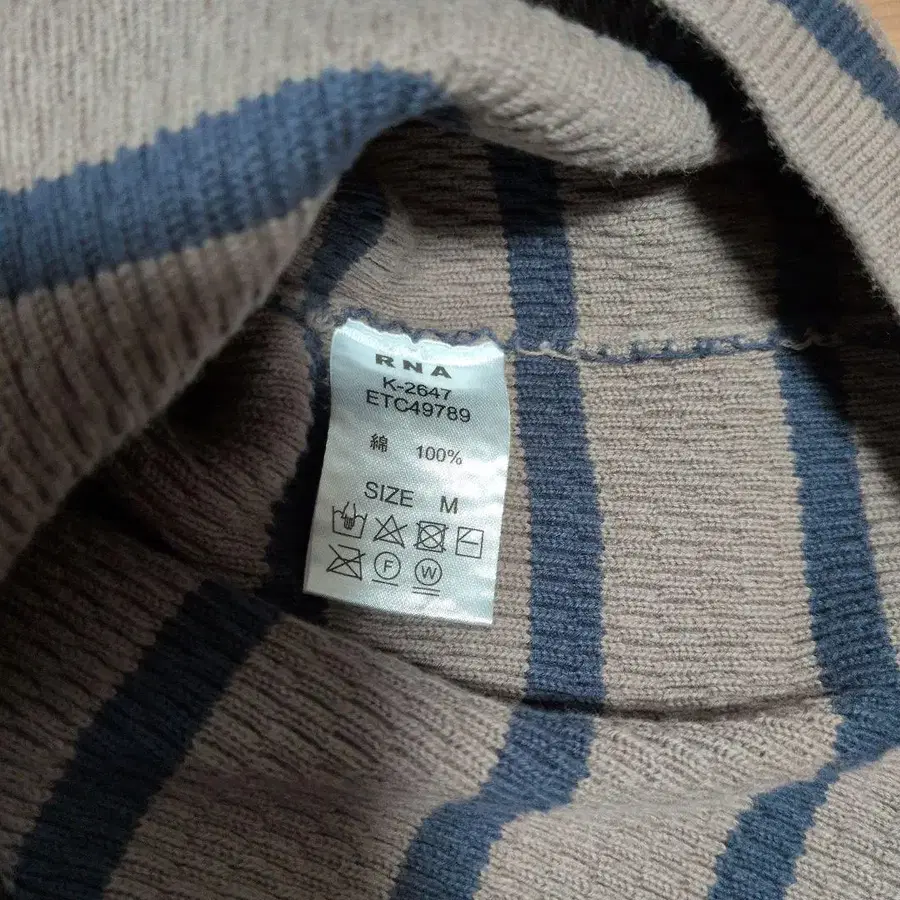 RNA
K-2647
ETC49789
綿 100%
SIZE M
F W